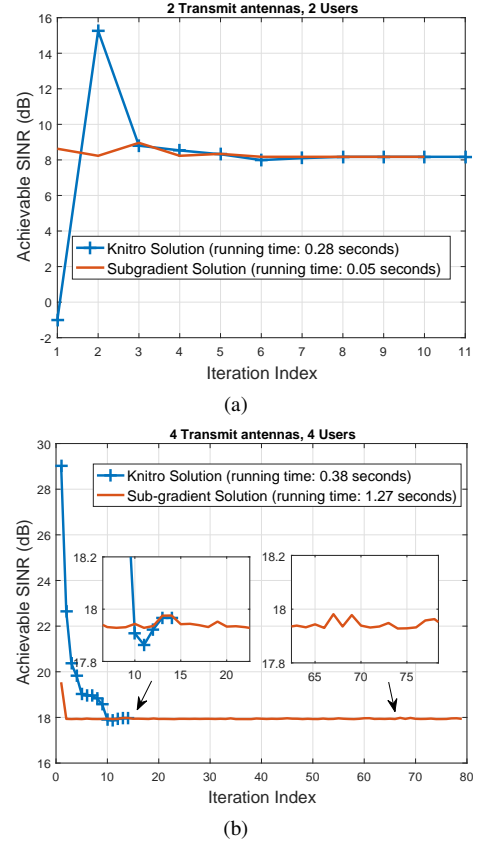 2 Transmit antennas, 2 Users
16
14
12
10
8
6
4
2
0
-2
Achievable SINR (dB)
Knitro Solution (running time: 0.28 seconds)
Subgradient Solution (running time: 0.05 seconds)
1 2 3 4 5 6 7 8 9 10 11
Iteration Index
(a)
4 Transmit antennas, 4 Users
30
28
26
24
22
20
18
16
Achievable SINR (dB)
Knitro Solution (running time: 0.38 seconds)
Sub-gradient Solution (running time: 1.27 seconds)
18.2
18
17.8
10 15 20
18.2
18
17.8
65 70 75
0 10 20 30 40 50 60 70 80
Iteration Index
(b)